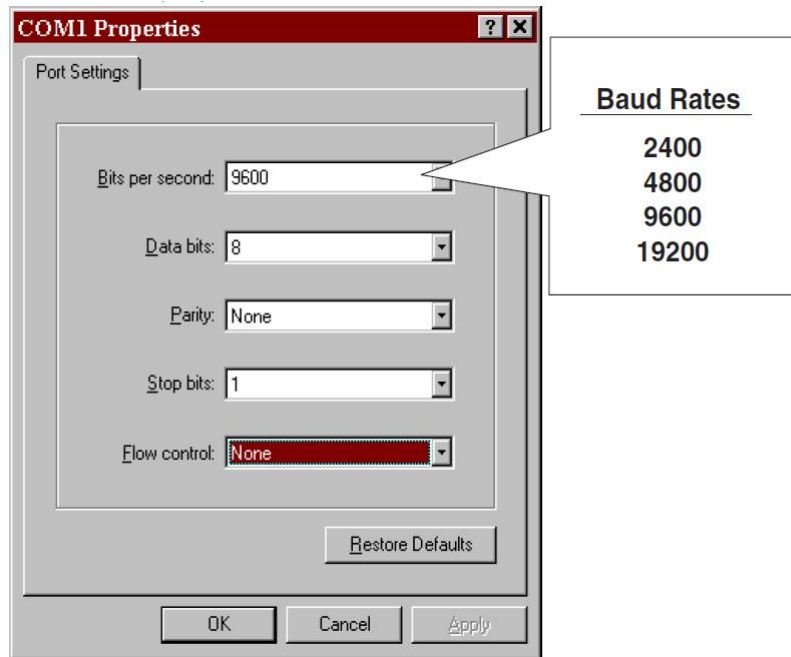 COM1 Properties
Port Settings
Bits per second: 9600
Data bits: 8
Parity: None
Stop bits: 1
Flow control: None
Restore Defaults
OK Cancel Apply
Baud Rates
2400
4800
9600
19200